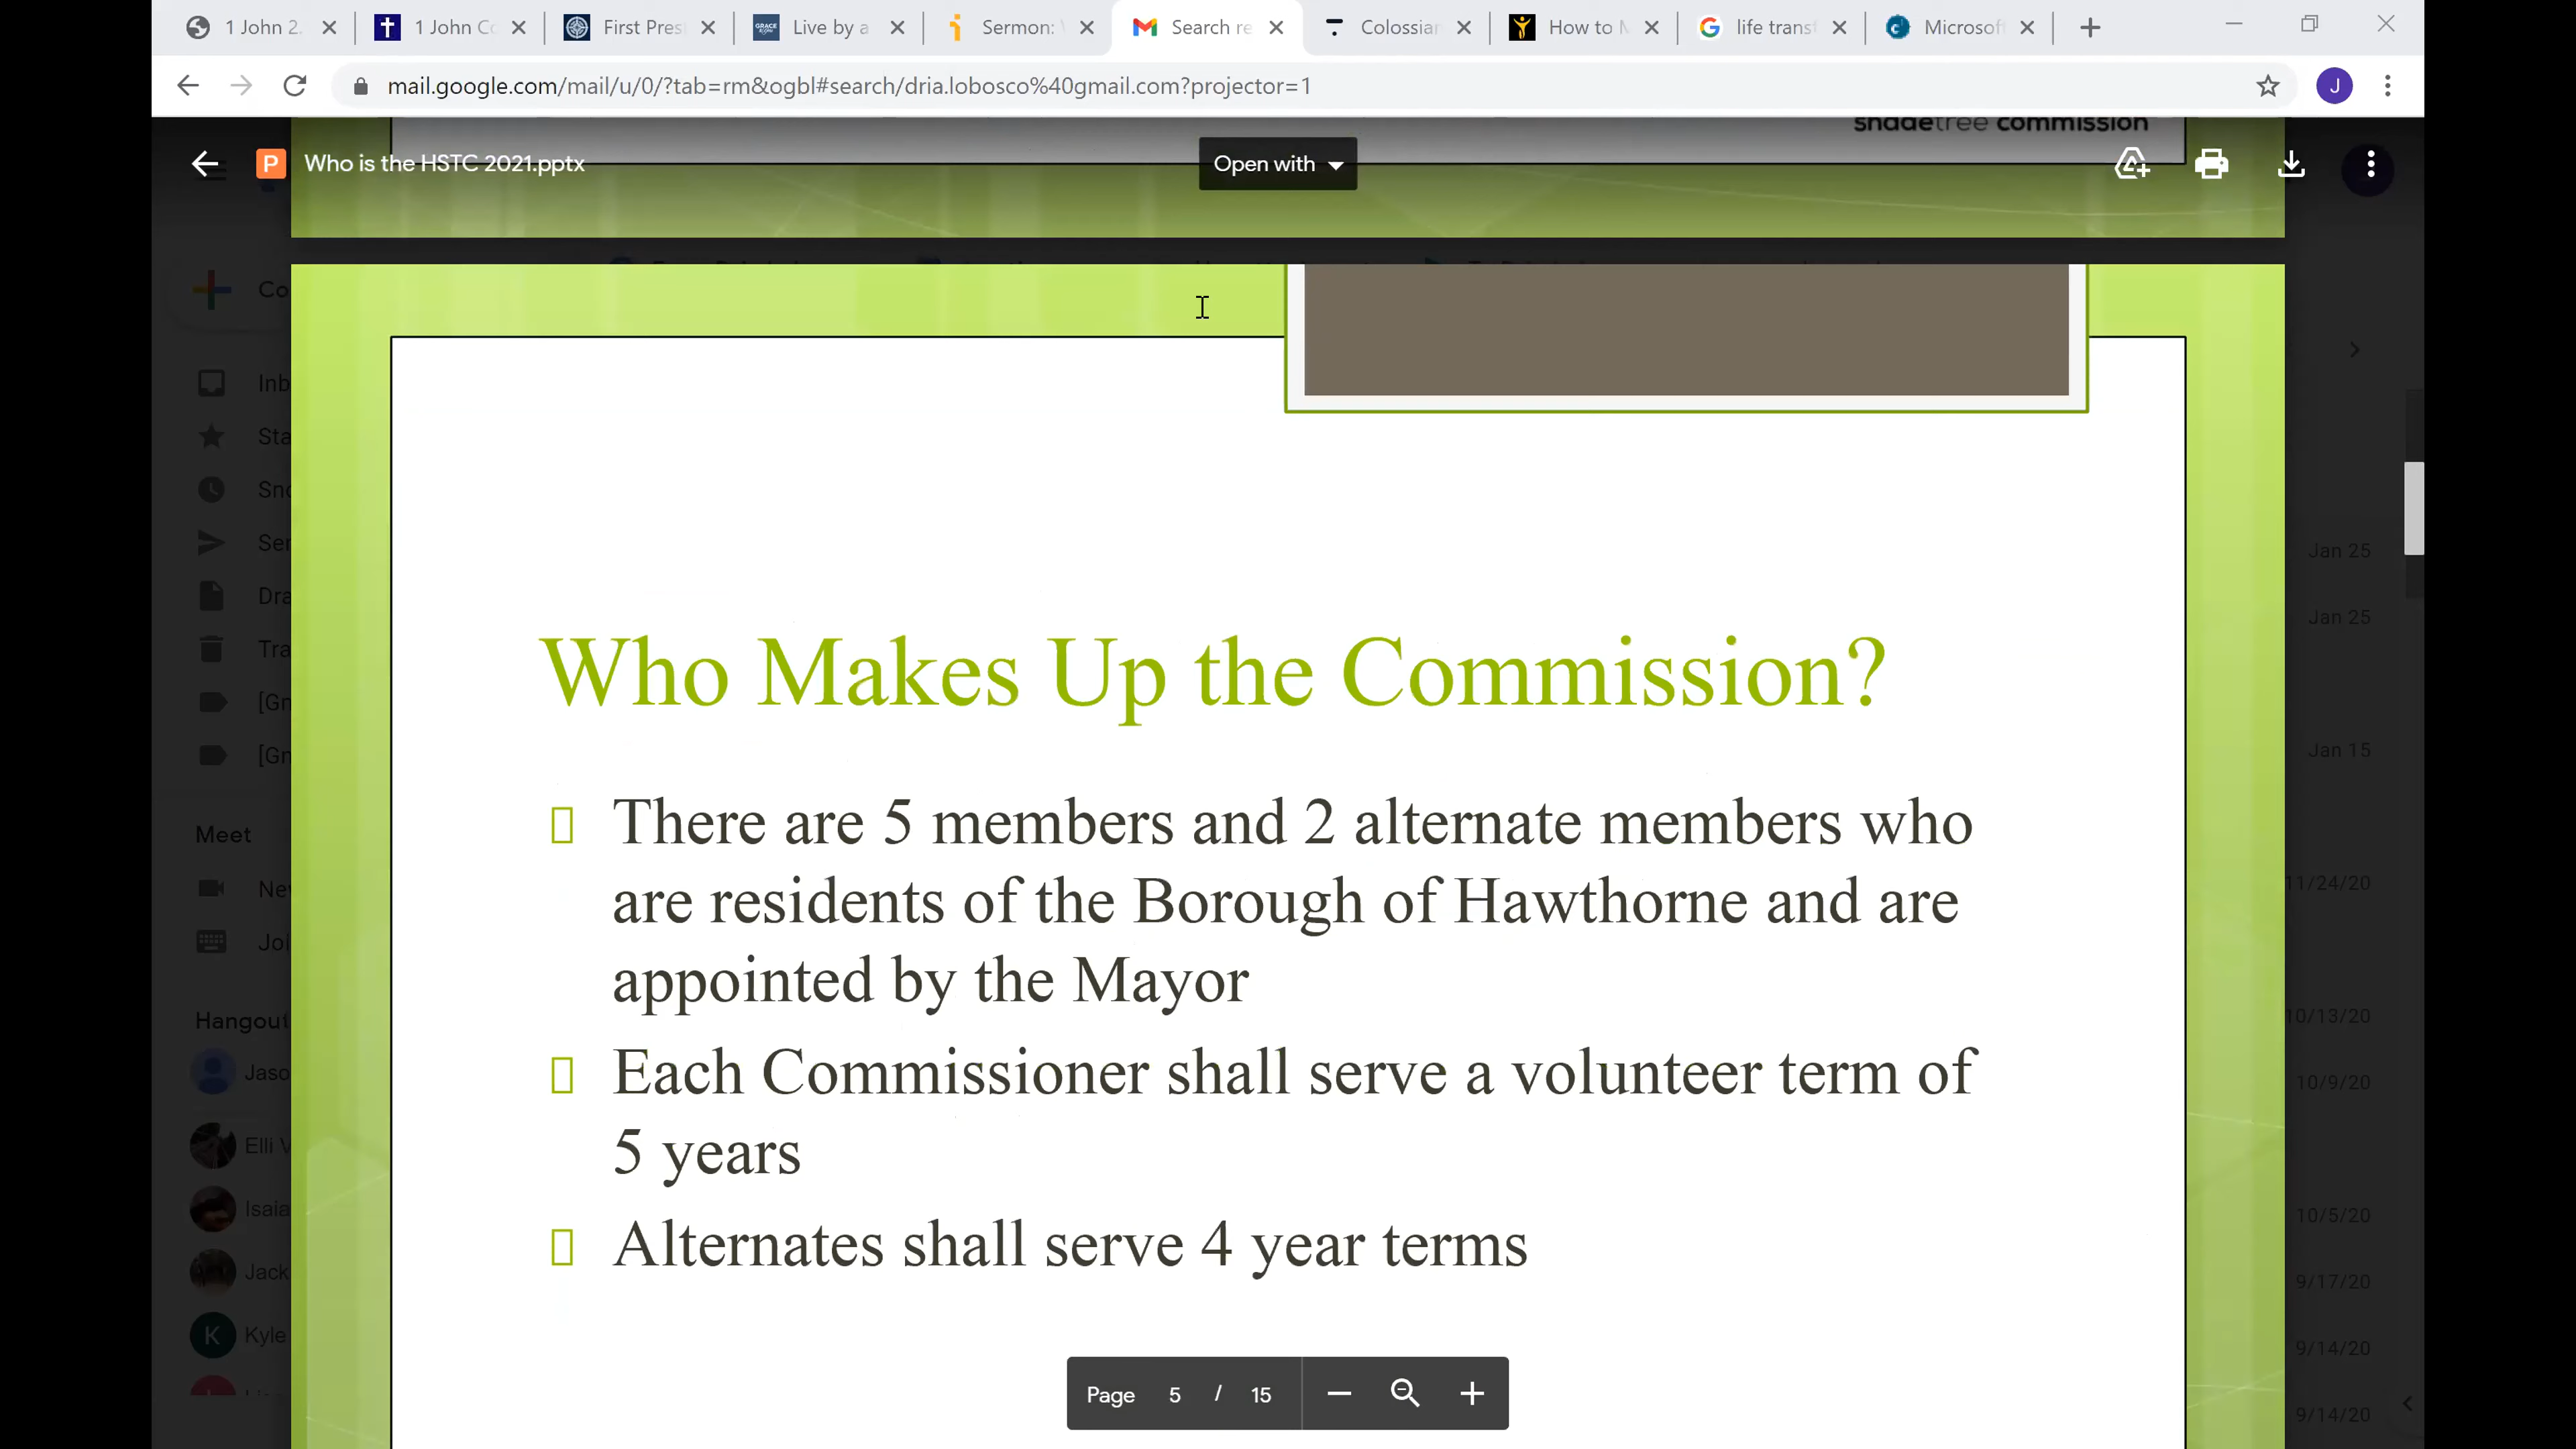 1 John 2.
1 John Co
First Pres
Live by a
Sermon:
Search re
Colossian
How to M
life trans
Microsof
mail.google.com/mail/u/0/?tab=rm&ogbl#search/dria.lobosco%40gmail.com?projector=1
J
shadetree commission
P
Who is the HSTC 2021.pptx
Open with
Co
Inb
Sta
Sno
Jan 25
Sen
Dra
Jan 25
Tra
[Gm
[Gm
Jan 15
Who Makes Up the Commission?
There are 5 members and 2 alternate members who
are residents of the Borough of Hawthorne and are
appointed by the Mayor
Each Commissioner shall serve a volunteer term of
5 years
Alternates shall serve 4 year terms
Meet
Nev
11/24/20
Joi
Hangout
10/13/20
Jaso
10/9/20
Elli V
Isaia
10/5/20
Jack
9/17/20
K
Kyle
9/14/20
9/14/20
Page 5 / 15